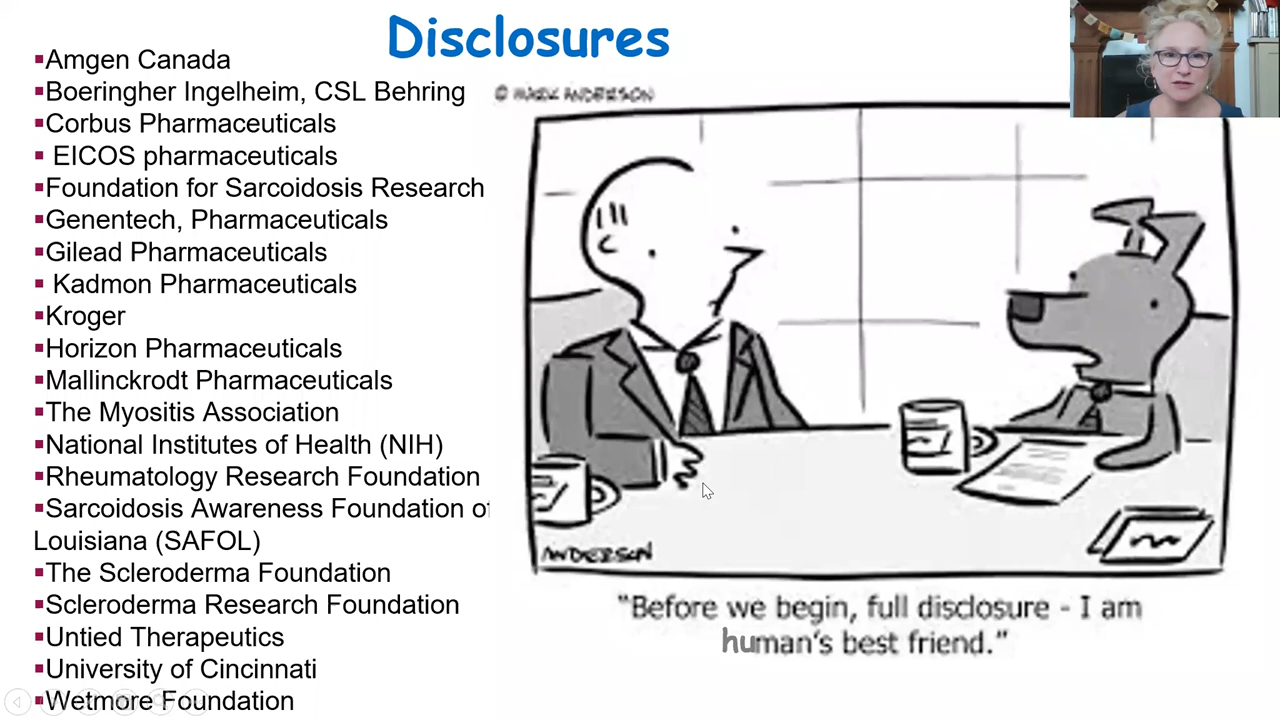 Disclosures
▪Amgen Canada
▪Boeringher Ingelheim, CSL Behring
▪Corbus Pharmaceuticals
▪ EICOS pharmaceuticals
▪Foundation for Sarcoidosis Research
▪Genentech, Pharmaceuticals
▪Gilead Pharmaceuticals
▪ Kadmon Pharmaceuticals
▪Kroger
▪Horizon Pharmaceuticals
▪Mallinckrodt Pharmaceuticals
▪The Myositis Association
▪National Institutes of Health (NIH)
▪Rheumatology Research Foundation
▪Sarcoidosis Awareness Foundation of
Louisiana (SAFOL)
▪The Scleroderma Foundation
▪Scleroderma Research Foundation
▪Untied Therapeutics
▪University of Cincinnati
▪Wetmore Foundation
© MARK ANDERSON
ANDERSON
"Before we begin, full disclosure - I am
human's best friend."